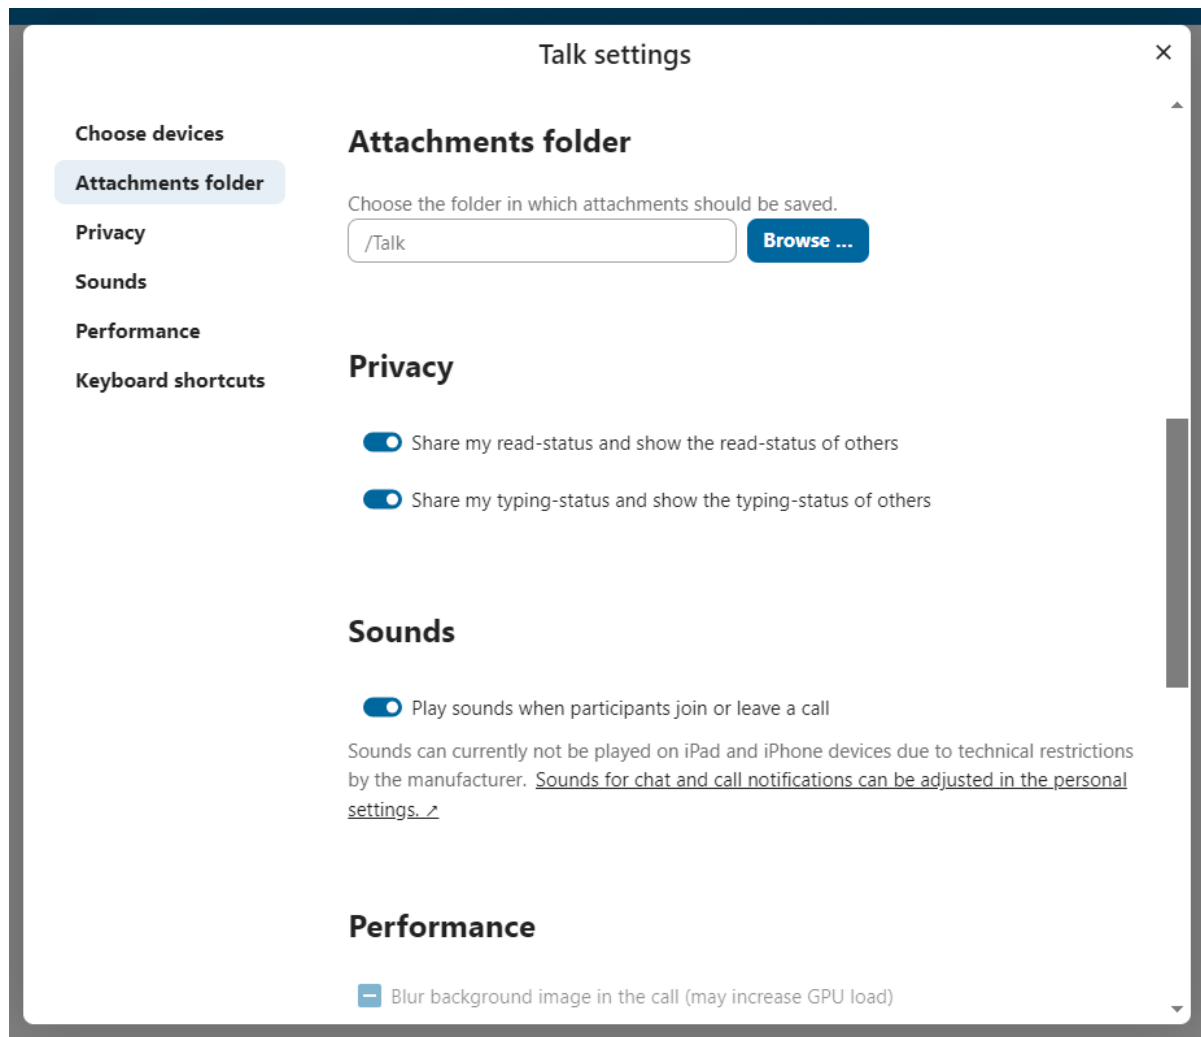 Talk settings
Choose devices
Attachments folder
Privacy
Sounds
Performance
Keyboard shortcuts
Attachments folder
Choose the folder in which attachments should be saved.
/Talk
Browse ...
Privacy
Share my read-status and show the read-status of others
Share my typing-status and show the typing-status of others
Sounds
Play sounds when participants join or leave a call
Sounds can currently not be played on iPad and iPhone devices due to technical restrictions
by the manufacturer. Sounds for chat and call notifications can be adjusted in the personal
settings. ↗
Performance
Blur background image in the call (may increase GPU load)